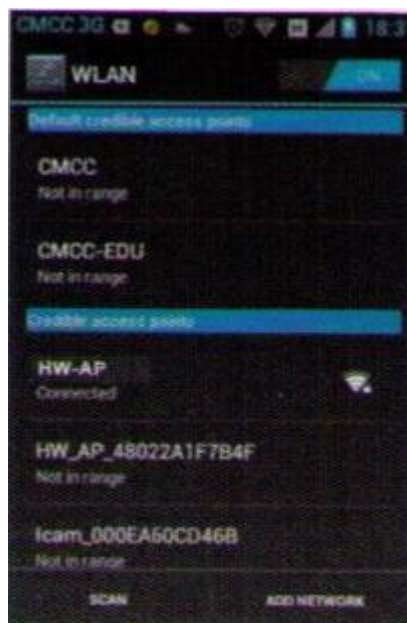 CMCC 3G 18:3
WLAN ON
Default credible access points
CMCC
Not in range
CMCC-EDU
Not in range
Credible access points
HW-AP
Connected
HW_AP_48022A1F7B4F
Not in range
Icam_000EA60CD46B
Not in range
SCAN ADD NETWORK